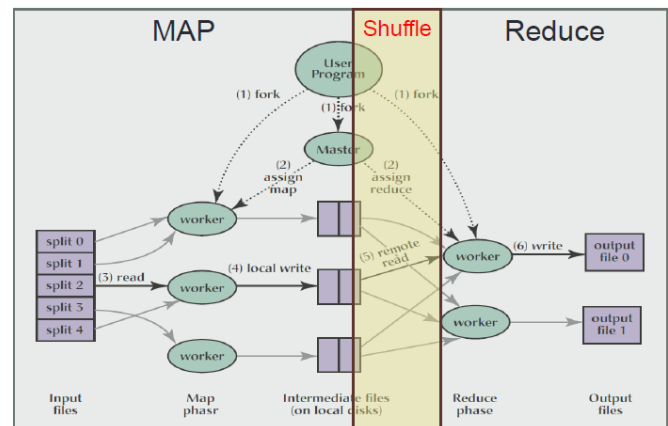 MAP
Shuffle
Reduce
User
Program
(1) fork
(1) fork
(1) fork
Master
(2)
assign
map
(2)
assign
reduce
worker
split 0
split 1
split 2
split 3
split 4
(3) read
worker
(4) local write
(5) remote
read
worker
(6) write
output
file 0
worker
output
file 1
worker
Input
files
Map
phasr
Intermediate files
(on local disks)
Reduce
phase
Output
files